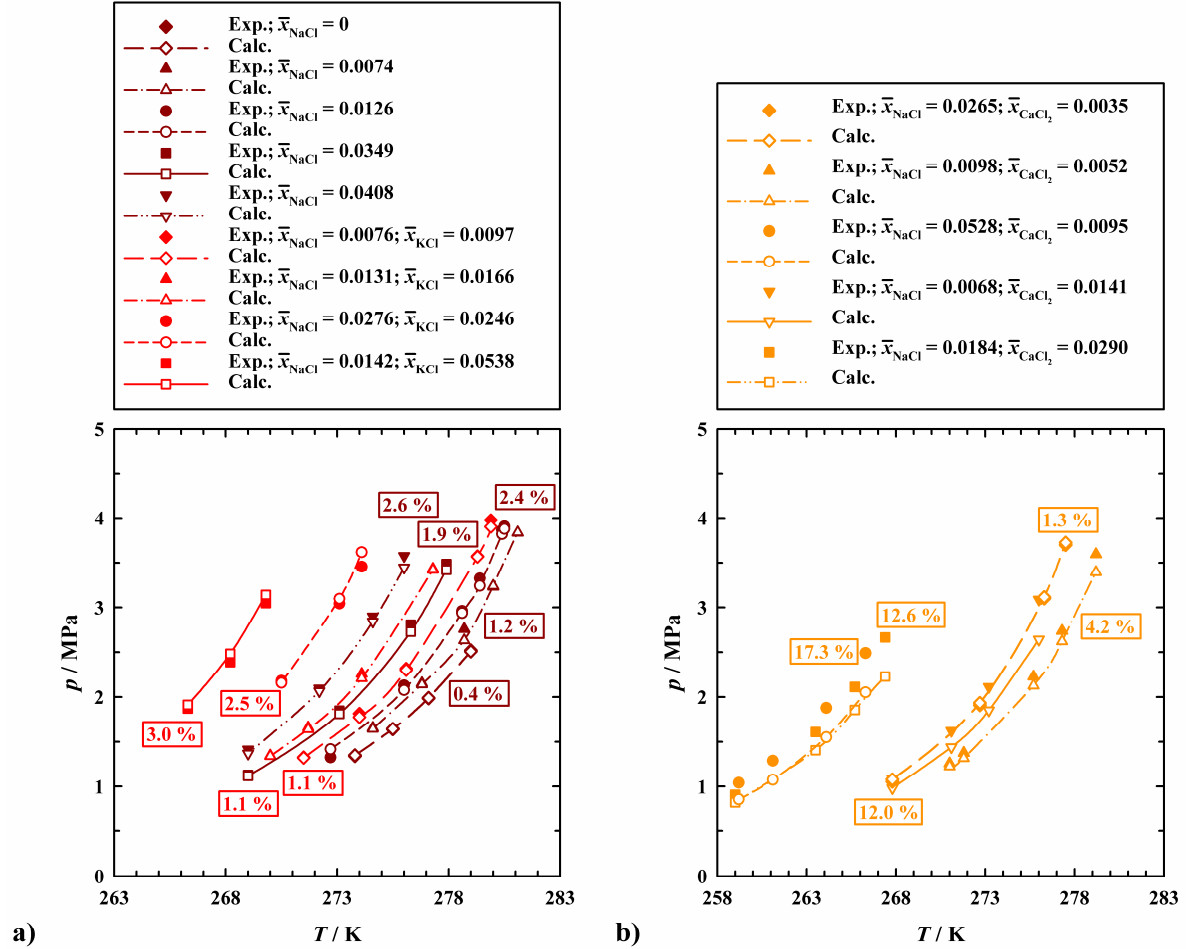 Exp.; x̅NaCl = 0
Calc.
Exp.; x̅NaCl = 0.0074
Calc.
Exp.; x̅NaCl = 0.0126
Calc.
Exp.; x̅NaCl = 0.0349
Calc.
Exp.; x̅NaCl = 0.0408
Calc.
Exp.; x̅NaCl = 0.0076; x̅KCl = 0.0097
Calc.
Exp.; x̅NaCl = 0.0131; x̅KCl = 0.0166
Calc.
Exp.; x̅NaCl = 0.0276; x̅KCl = 0.0246
Calc.
Exp.; x̅NaCl = 0.0142; x̅KCl = 0.0538
Calc.
5
4
3
2
1
0
p / MPa
2.6 %
2.4 %
1.9 %
1.2 %
0.4 %
2.5 %
3.0 %
1.1 %
1.1 %
263
268
273
278
283
T / K
a)
Exp.; x̅NaCl = 0.0265; x̅CaCl2 = 0.0035
Calc.
Exp.; x̅NaCl = 0.0098; x̅CaCl2 = 0.0052
Calc.
Exp.; x̅NaCl = 0.0528; x̅CaCl2 = 0.0095
Calc.
Exp.; x̅NaCl = 0.0068; x̅CaCl2 = 0.0141
Calc.
Exp.; x̅NaCl = 0.0184; x̅CaCl2 = 0.0290
Calc.
5
4
3
2
1
0
p / MPa
1.3 %
12.6 %
4.2 %
17.3 %
12.0 %
258
263
268
273
278
283
T / K
b)